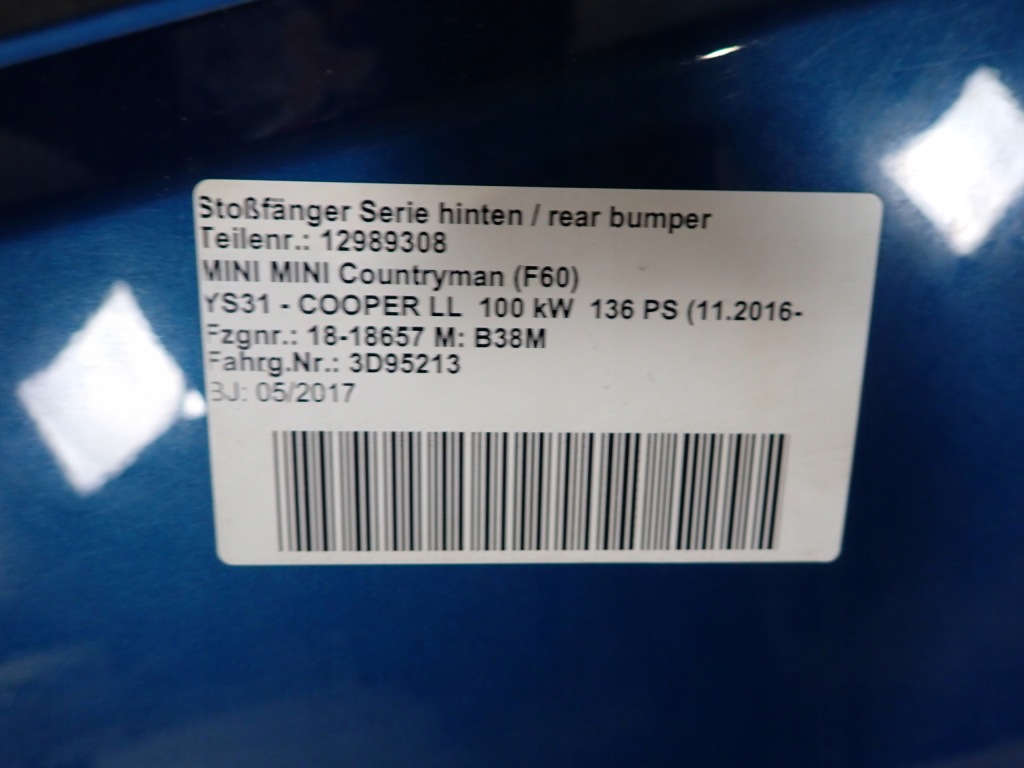 Stoßfänger Serie hinten / rear bumper
Teilenr.: 12989308
MINI MINI Countryman (F60)
YS31 - COOPER LL 100 kW 136 PS (11.2016-
Fzgnr.: 18-18657 M: B38M
Fahrg.Nr.: 3D95213
BJ: 05/2017